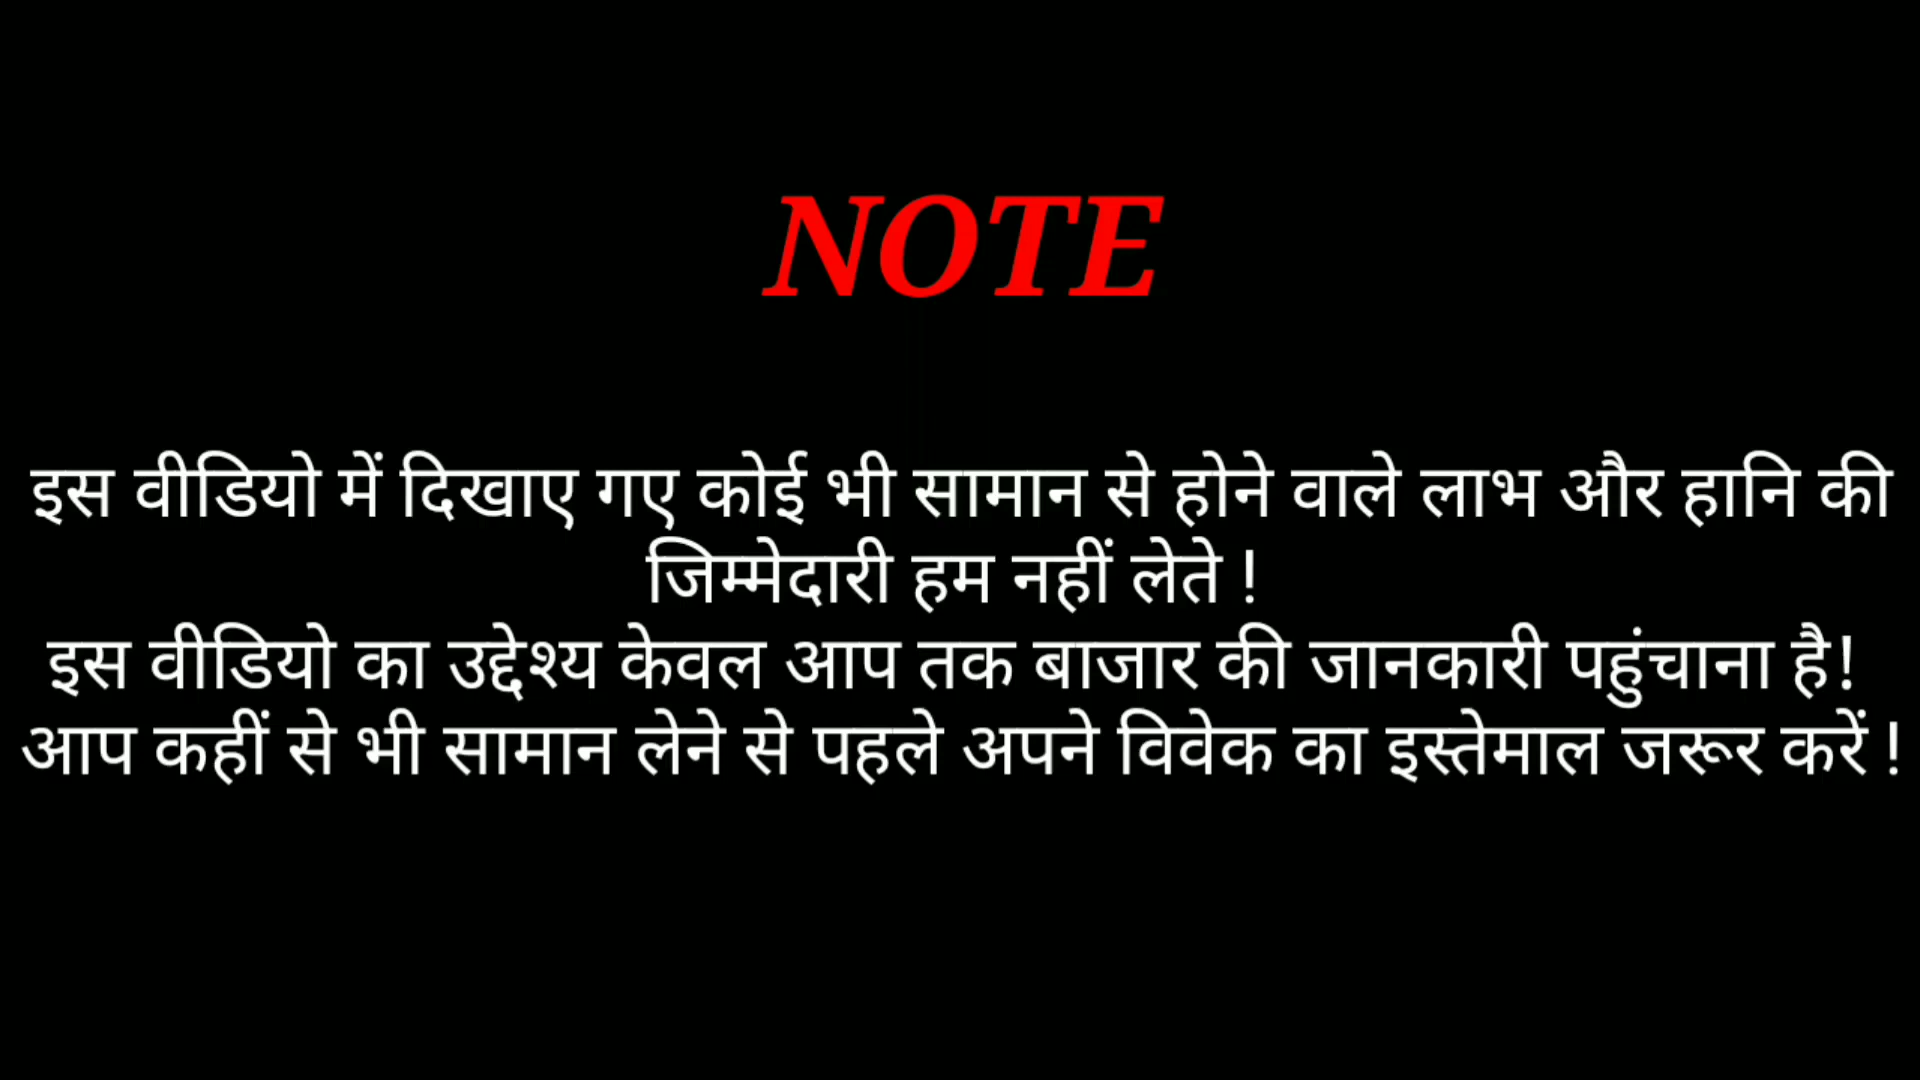 NOTE
इस वीडियो में दिखाए गए कोई भी सामान से होने वाले लाभ और हानि की
जिम्मेदारी हम नहीं लेते !
इस वीडियो का उद्देश्य केवल आप तक बाजार की जानकारी पहुंचाना है!
आप कहीं से भी सामान लेने से पहले अपने विवेक का इस्तेमाल जरूर करें !